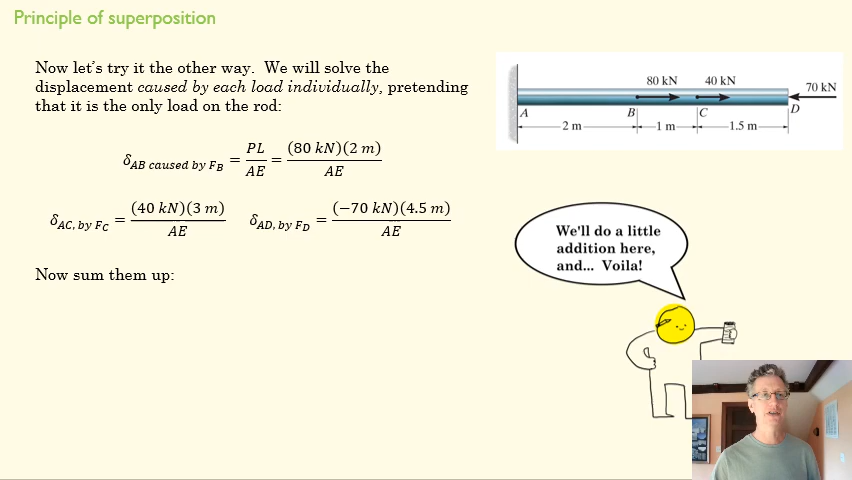 Principle of superposition
Now let's try it the other way. We will solve the
displacement caused by each load individually, pretending
that it is the only load on the rod:
δ_AB caused by F_B = PL/AE = (80 kN)(2 m)/AE
δ_AC, by F_C = (40 kN)(3 m)/AE
δ_AD, by F_D = (−70 kN)(4.5 m)/AE
Now sum them up:
80 kN
40 kN
70 kN
A
B
C
D
2 m
1 m
1.5 m
We'll do a little
addition here,
and... Voila!